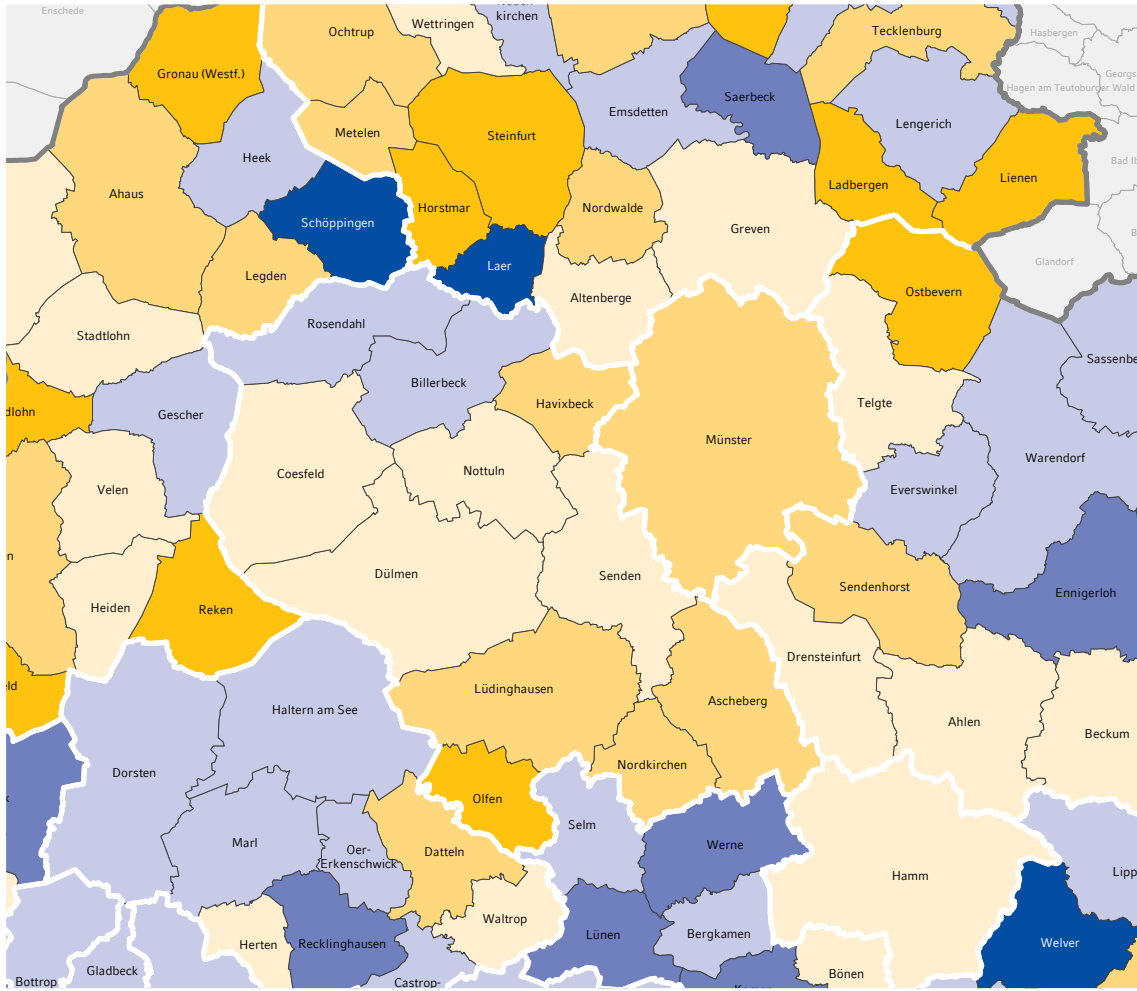 Enschede
Wettringen
kirchen
Ochtrup
Tecklenburg
Hasbergen
Georgs
Gronau (Westf.)
Hagen am Teutoburger Wald
Saerbeck
Emsdetten
Lengerich
Metelen
Steinfurt
Heek
Bad Ib
Lienen
Ladbergen
Ahaus
Horstmar
Nordwalde
Schöppingen
Greven
B
Laer
Glandorf
Legden
Altenberge
Ostbevern
Rosendahl
Stadtlohn
Sassenbe
Billerbeck
Havixbeck
Telgte
dlohn
Gescher
Münster
Warendorf
Nottuln
Coesfeld
Velen
Everswinkel
en
Dülmen
Senden
Sendenhorst
Ennigerloh
Heiden
Reken
Drensteinfurt
eld
Lüdinghausen
Ascheberg
Haltern am See
Ahlen
Beckum
Nordkirchen
Dorsten
Olfen
k
Selm
Marl
Oer-
Erkenschwick
Datteln
Werne
Hamm
Lipp
Waltrop
Herten
Recklinghausen
Lünen
Bergkamen
Welver
Gladbeck
Bönen
Bottrop
Castrop-